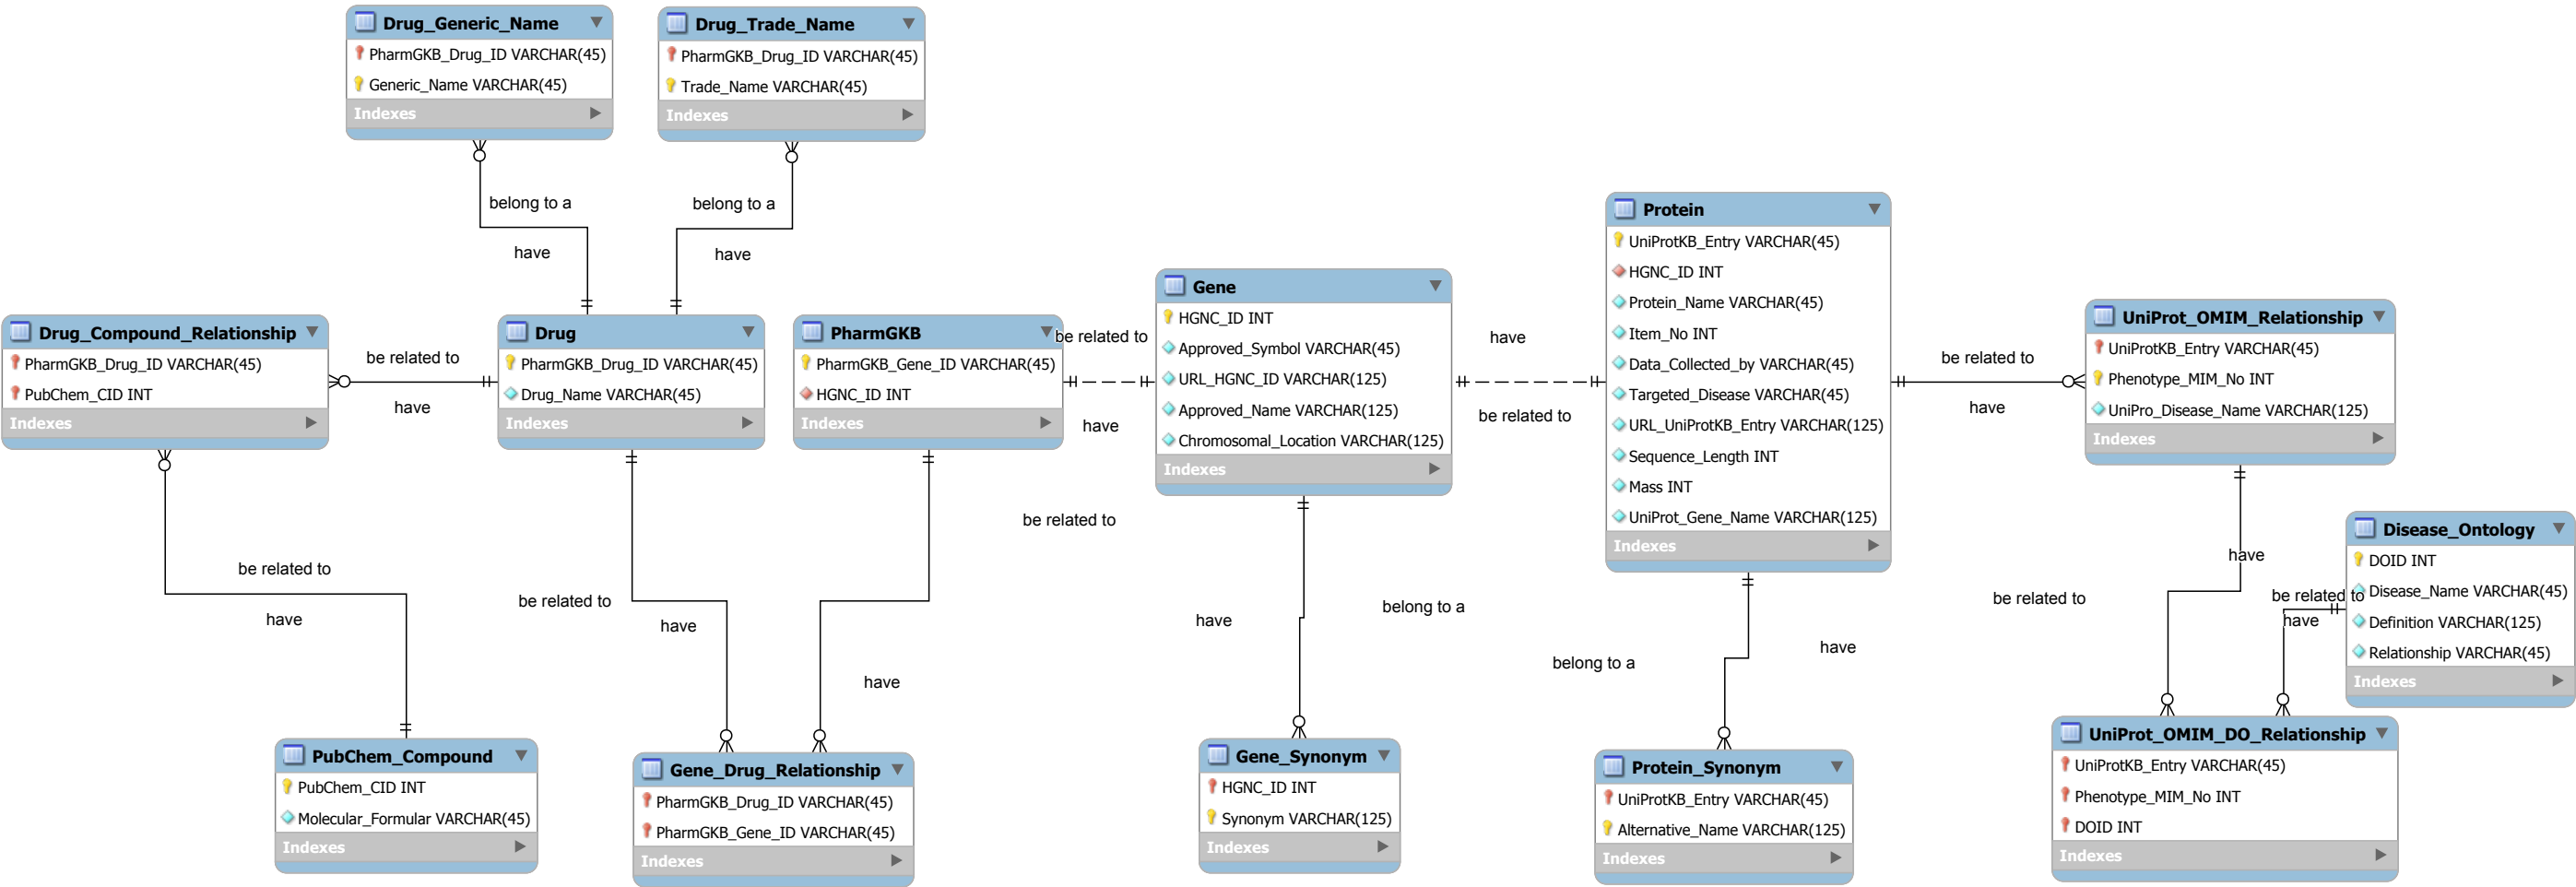 Drug_Generic_Name
PharmGKB_Drug_ID VARCHAR(45)
Generic_Name VARCHAR(45)
Indexes
Drug_Trade_Name
PharmGKB_Drug_ID VARCHAR(45)
Trade_Name VARCHAR(45)
Indexes
belong to a
have
belong to a
have
Drug_Compound_Relationship
PharmGKB_Drug_ID VARCHAR(45)
PubChem_CID INT
Indexes
be related to
have
Drug
PharmGKB_Drug_ID VARCHAR(45)
Drug_Name VARCHAR(45)
Indexes
PharmGKB
PharmGKB_Gene_ID VARCHAR(45)
HGNC_ID INT
Indexes
be related to
have
Gene
HGNC_ID INT
Approved_Symbol VARCHAR(45)
URL_HGNC_ID VARCHAR(125)
Approved_Name VARCHAR(125)
Chromosomal_Location VARCHAR(125)
Indexes
have
be related to
Protein
UniProtKB_Entry VARCHAR(45)
HGNC_ID INT
Protein_Name VARCHAR(45)
Item_No INT
Data_Collected_by VARCHAR(45)
Targeted_Disease VARCHAR(45)
URL_UniProtKB_Entry VARCHAR(125)
Sequence_Length INT
Mass INT
UniProt_Gene_Name VARCHAR(125)
Indexes
be related to
have
UniProt_OMIM_Relationship
UniProtKB_Entry VARCHAR(45)
Phenotype_MIM_No INT
UniPro_Disease_Name VARCHAR(125)
Indexes
Disease_Ontology
DOID INT
Disease_Name VARCHAR(45)
Definition VARCHAR(125)
Relationship VARCHAR(45)
Indexes
be related to
have
be related to
have
be related to
have
be related to
have
have
belong to a
belong to a
have
be related to
have
PubChem_Compound
PubChem_CID INT
Molecular_Formular VARCHAR(45)
Indexes
Gene_Drug_Relationship
PharmGKB_Drug_ID VARCHAR(45)
PharmGKB_Gene_ID VARCHAR(45)
Indexes
Gene_Synonym
HGNC_ID INT
Synonym VARCHAR(125)
Indexes
Protein_Synonym
UniProtKB_Entry VARCHAR(45)
Alternative_Name VARCHAR(125)
Indexes
UniProt_OMIM_DO_Relationship
UniProtKB_Entry VARCHAR(45)
Phenotype_MIM_No INT
DOID INT
Indexes